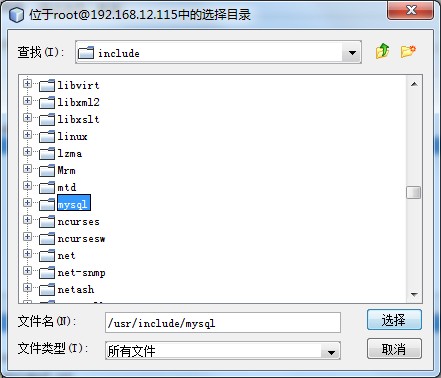 位于root@192.168.12.115中的选择目录
查找(I):
include
libvirt
libxml2
libxslt
linux
lzma
Mrm
mtd
mysql
ncurses
ncursesw
net
net-snmp
netash
文件名(N):
/usr/include/mysql
选择
文件类型(T):
所有文件
取消